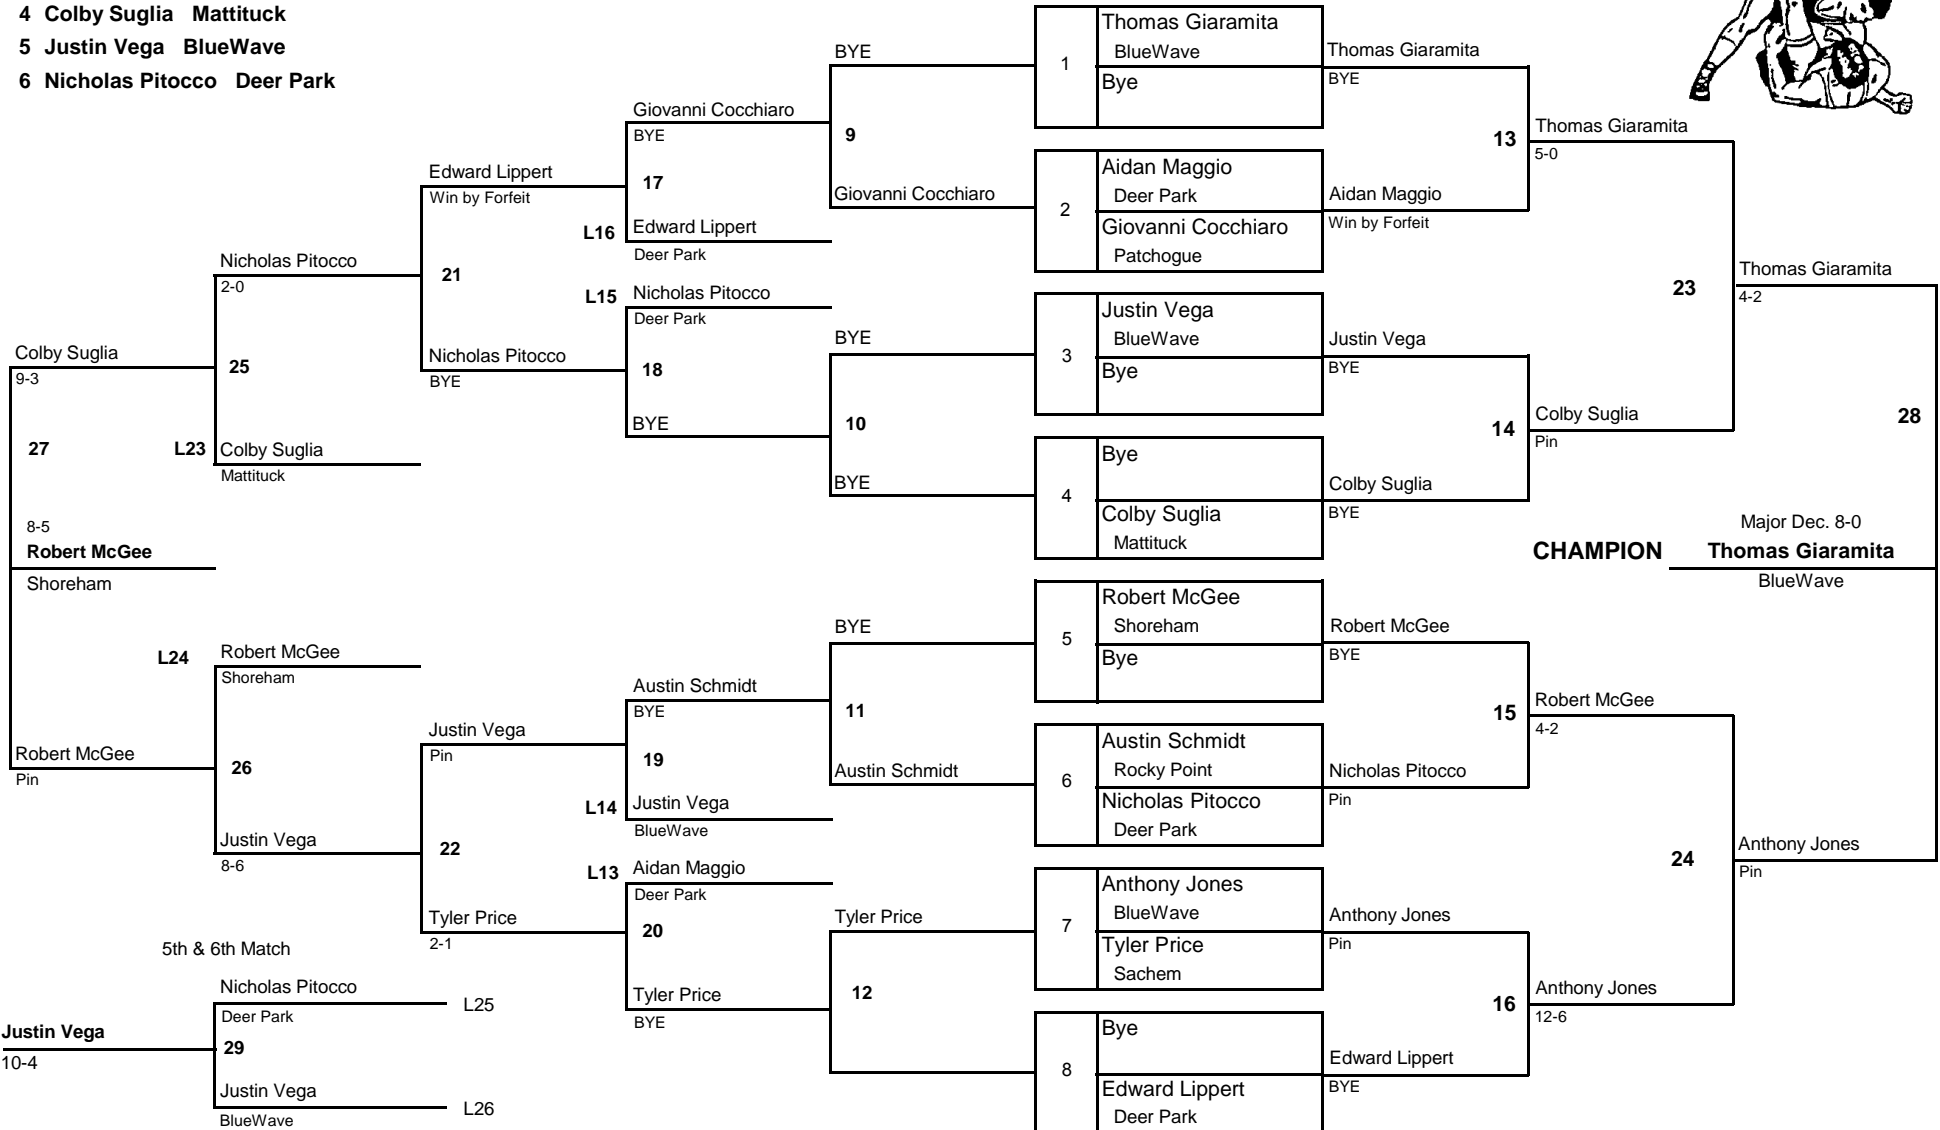 4 Colby Suglia Mattituck
5 Justin Vega BlueWave
6 Nicholas Pitocco Deer Park
Colby Suglia
9-3
27
8-5
Robert McGee
Shoreham
Robert McGee
Pin
Nicholas Pitocco
2-0
25
L23 Colby Suglia
Mattituck
L24 Robert McGee
Shoreham
26
Justin Vega
8-6
5th & 6th Match
Nicholas Pitocco L25
Deer Park
Justin Vega
10-4
29
Justin Vega L26
BlueWave
Edward Lippert
Win by Forfeit
21
Nicholas Pitocco
BYE
Justin Vega
Pin
22
Tyler Price
2-1
Giovanni Cocchiaro
BYE
17
L16 Edward Lippert
Deer Park
L15 Nicholas Pitocco
Deer Park
18
BYE
Austin Schmidt
BYE
19
L14 Justin Vega
BlueWave
L13 Aidan Maggio
Deer Park
20
Tyler Price
BYE
BYE
9
Giovanni Cocchiaro
BYE
10
BYE
BYE
11
Austin Schmidt
Tyler Price
12
1
Thomas Giaramita
BlueWave
Bye
2
Aidan Maggio
Deer Park
Giovanni Cocchiaro
Patchogue
3
Justin Vega
BlueWave
Bye
4
Bye
Colby Suglia
Mattituck
5
Robert McGee
Shoreham
Bye
6
Austin Schmidt
Rocky Point
Nicholas Pitocco
Deer Park
7
Anthony Jones
BlueWave
Tyler Price
Sachem
8
Bye
Edward Lippert
Deer Park
Thomas Giaramita
BYE
13
Aidan Maggio
Win by Forfeit
Justin Vega
BYE
14
Colby Suglia
BYE
Robert McGee
BYE
15
Nicholas Pitocco
Pin
Anthony Jones
Pin
16
Edward Lippert
BYE
Thomas Giaramita
5-0
23
Colby Suglia
Pin
Robert McGee
4-2
24
Anthony Jones
12-6
Thomas Giaramita
4-2
28
Major Dec. 8-0
CHAMPION Thomas Giaramita
BlueWave
Anthony Jones
Pin